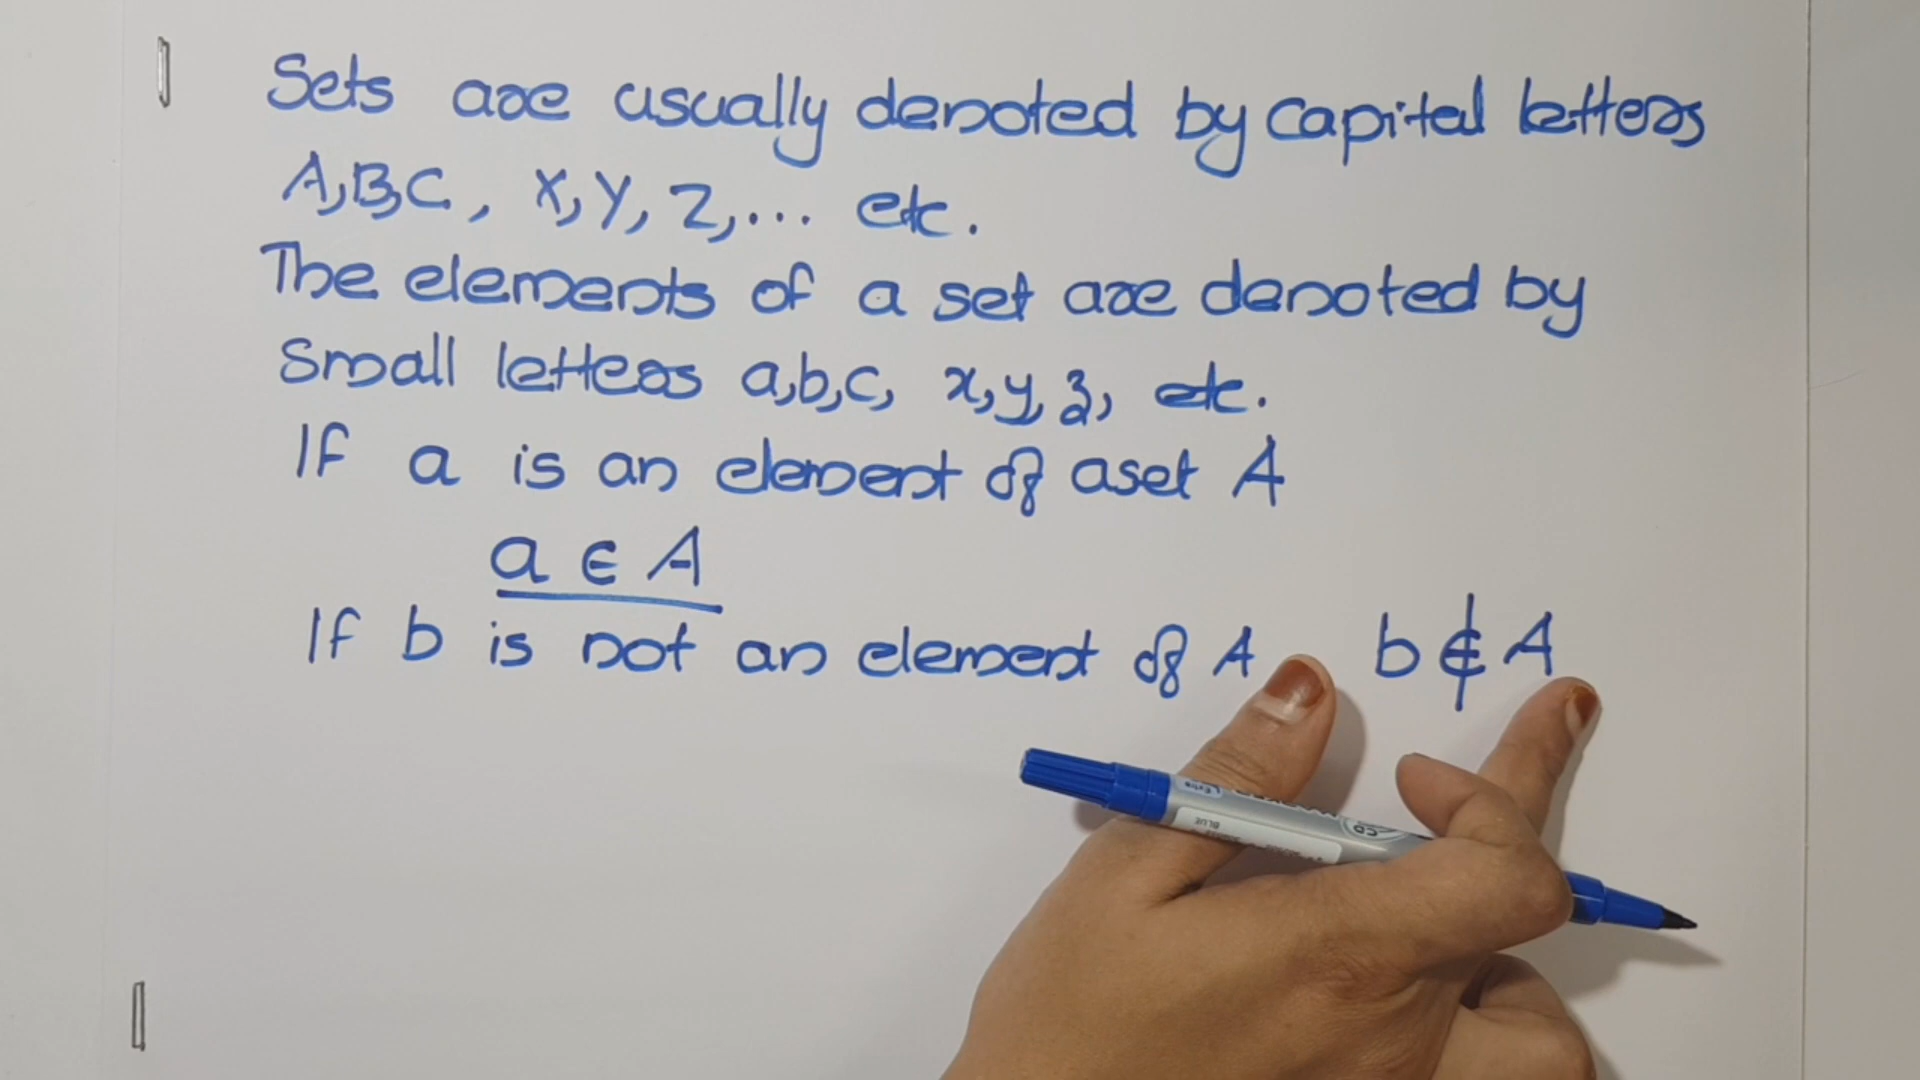 Sets are usually denoted by capital letters
A, B, C, X, Y, Z, ... etc.
The elements of a set are denoted by
small letters a, b, c, x, y, z, etc.
If a is an element of a set A
a ∈ A
If b is not an element of A b ∉ A
BLUE